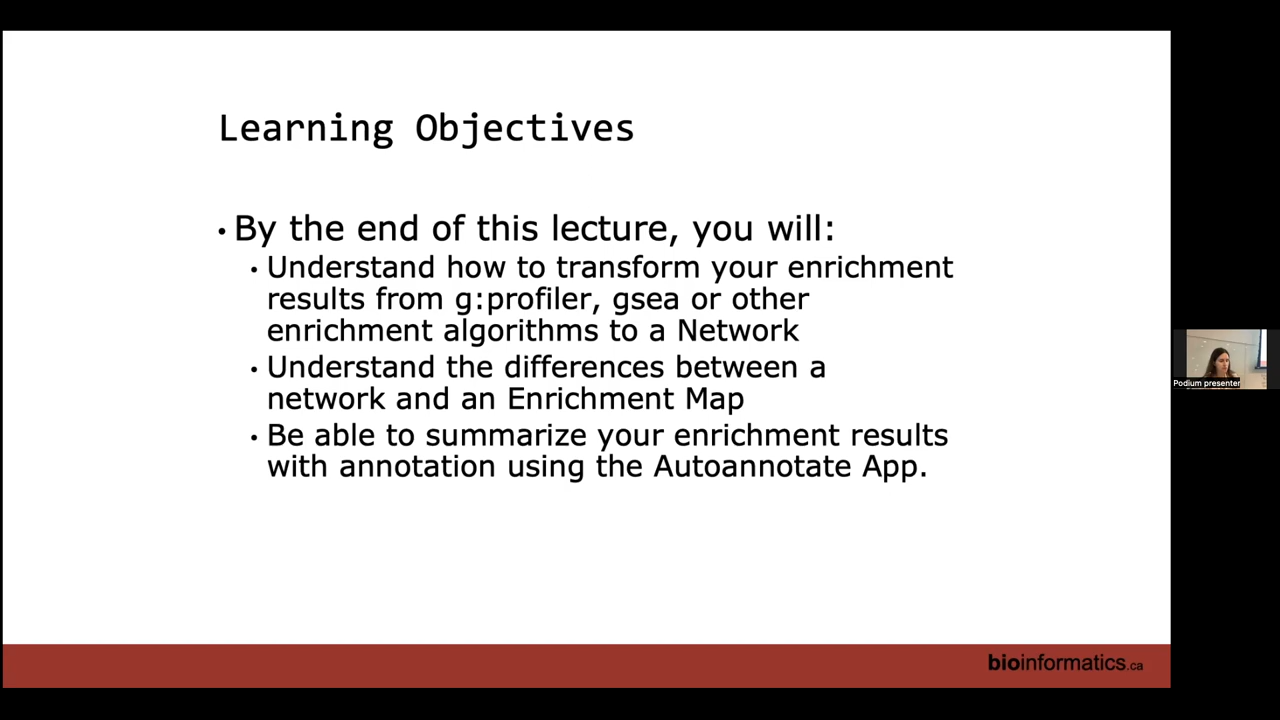 Learning Objectives
• By the end of this lecture, you will:
• Understand how to transform your enrichment
results from g:profiler, gsea or other
enrichment algorithms to a Network
• Understand the differences between a
network and an Enrichment Map
• Be able to summarize your enrichment results
with annotation using the Autoannotate App.
Podium presenter
bioinformatics.ca